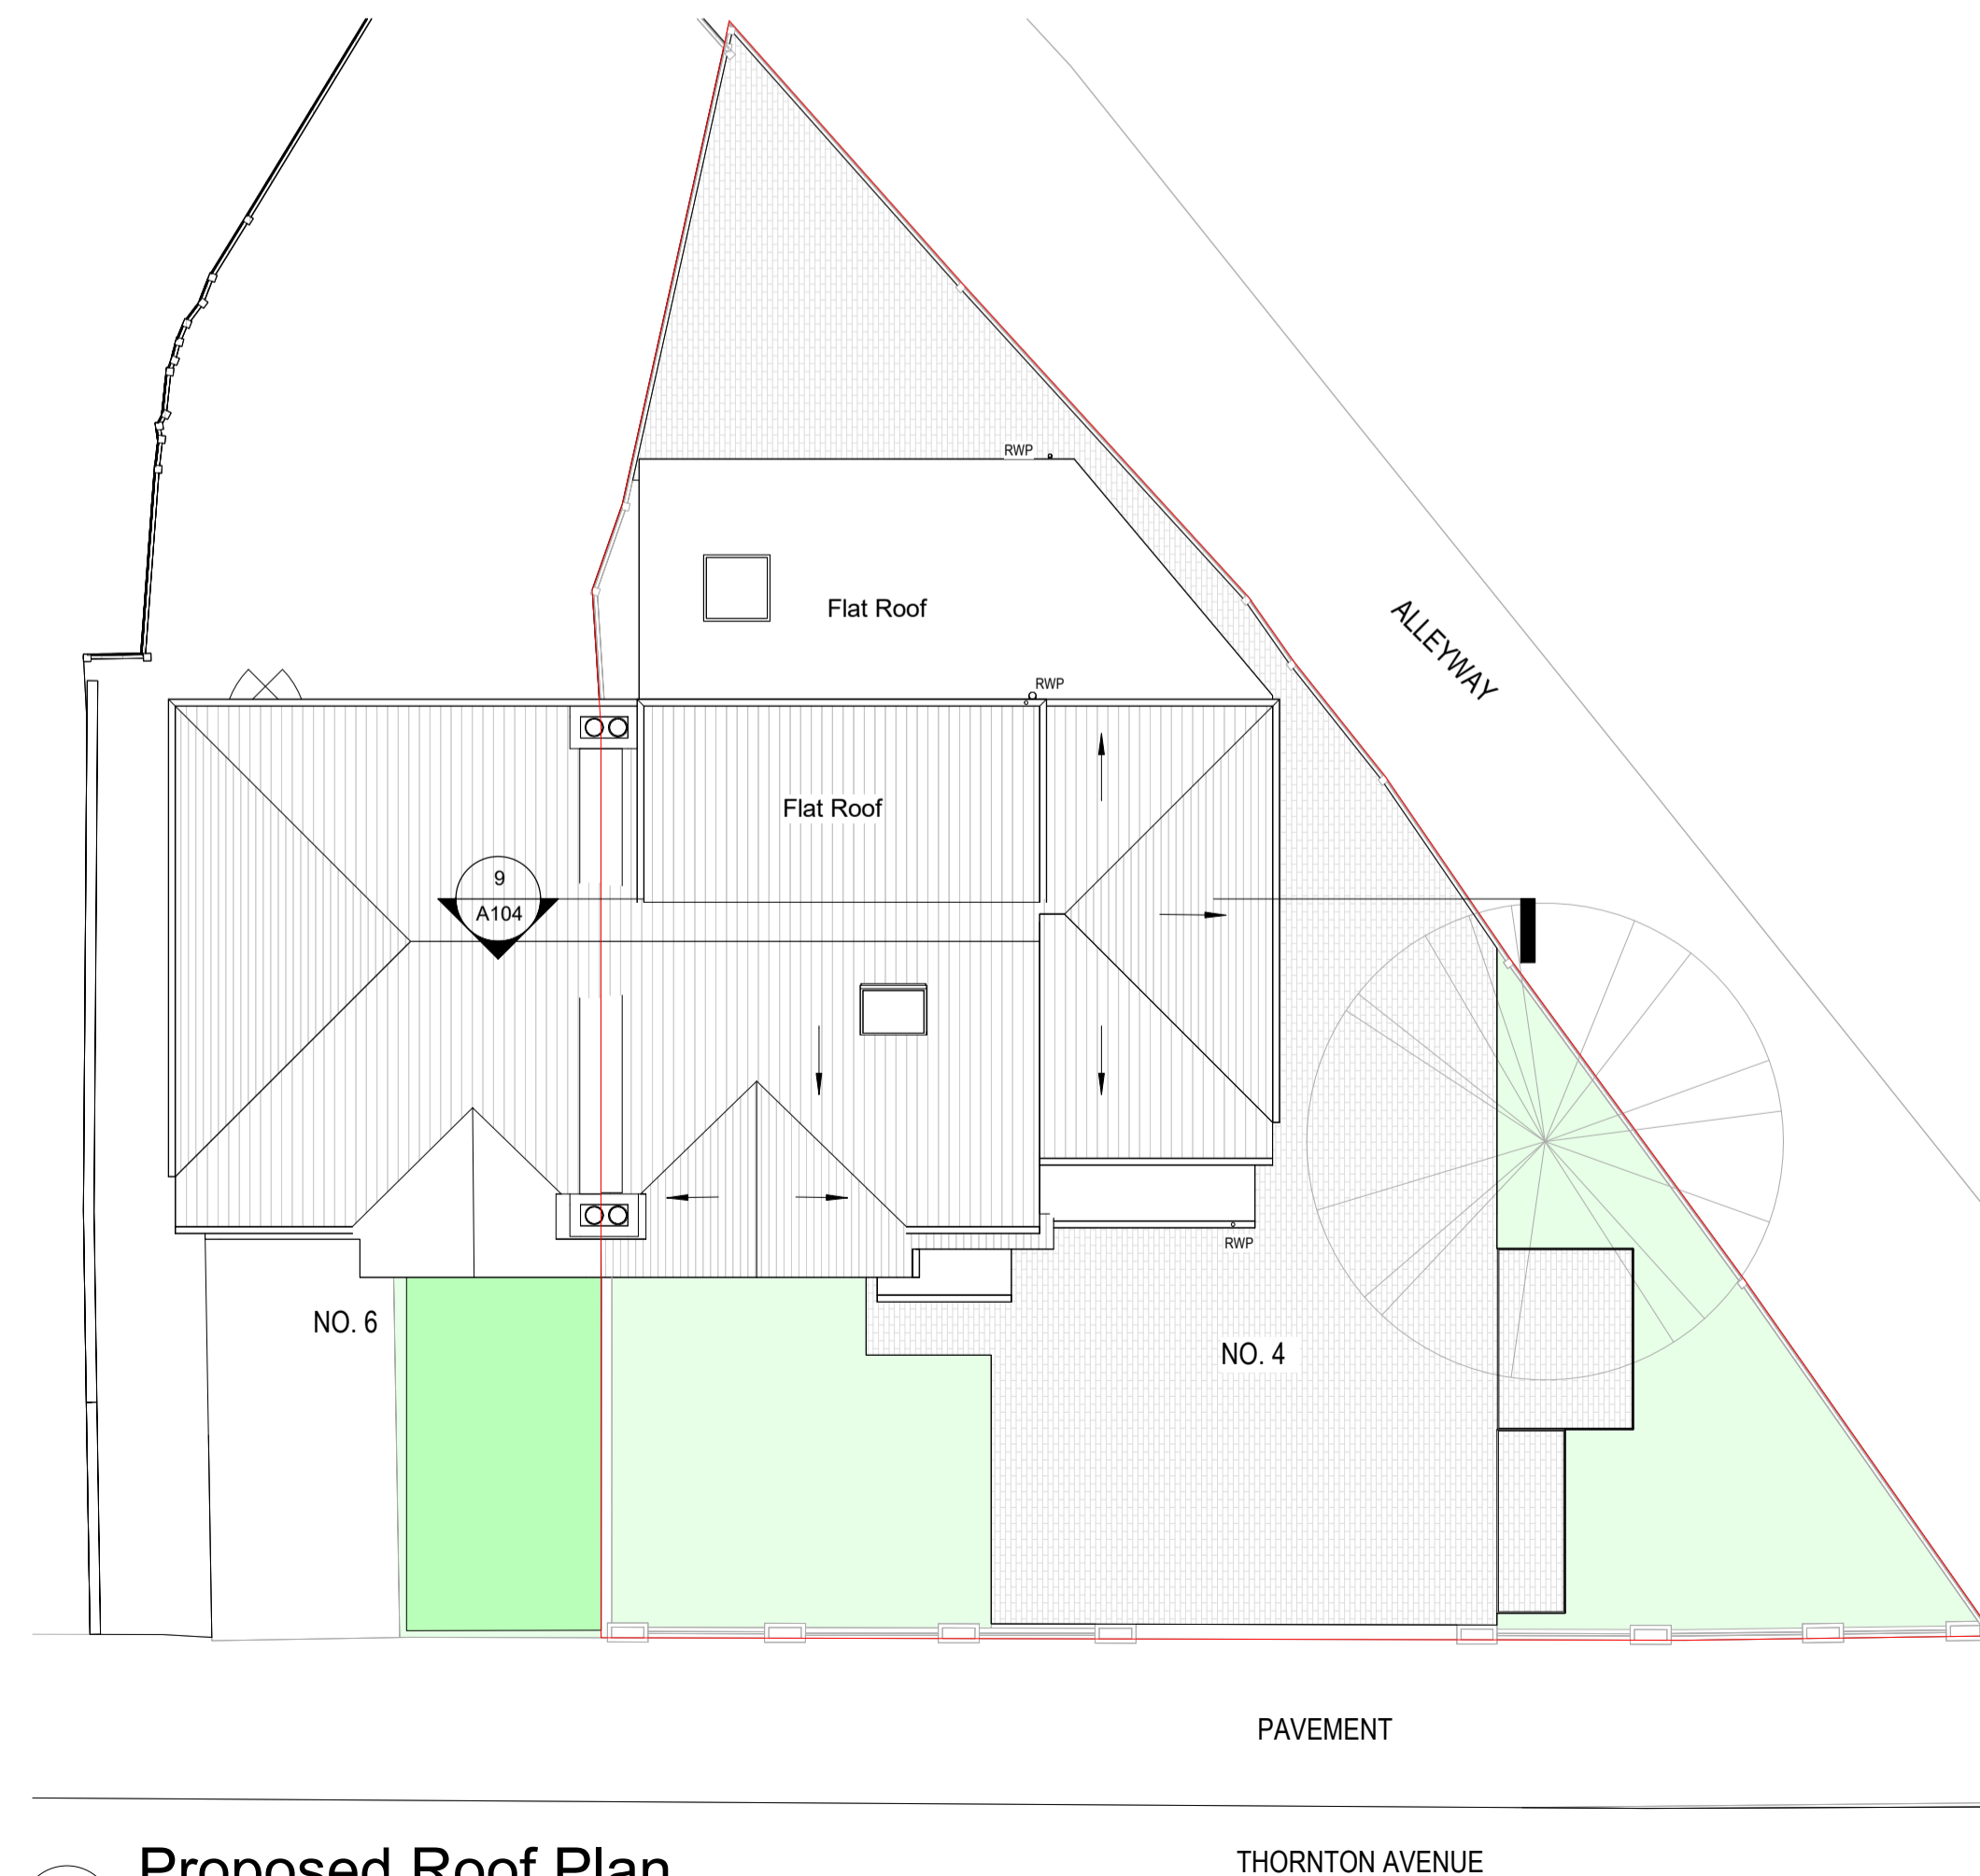 RWP
Flat Roof
ALLEYWAY
RWP
Flat Roof
9
A104
RWP
NO. 6
NO. 4
PAVEMENT
Proposed Roof Plan
THORNTON AVENUE